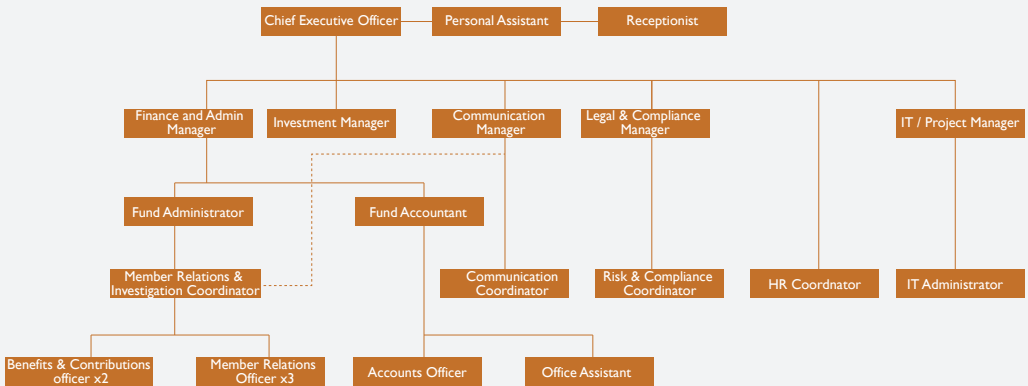 Chief Executive Officer
Personal Assistant
Receptionist
Finance and Admin
Manager
Investment Manager
Communication
Manager
Legal & Compliance
Manager
IT / Project Manager
Fund Administrator
Fund Accountant
Member Relations &
Investigation Coordinator
Communication
Coordinator
Risk & Compliance
Coordinator
HR Coordnator
IT Administrator
Benefits & Contributions
officer x2
Member Relations
Officer x3
Accounts Officer
Office Assistant